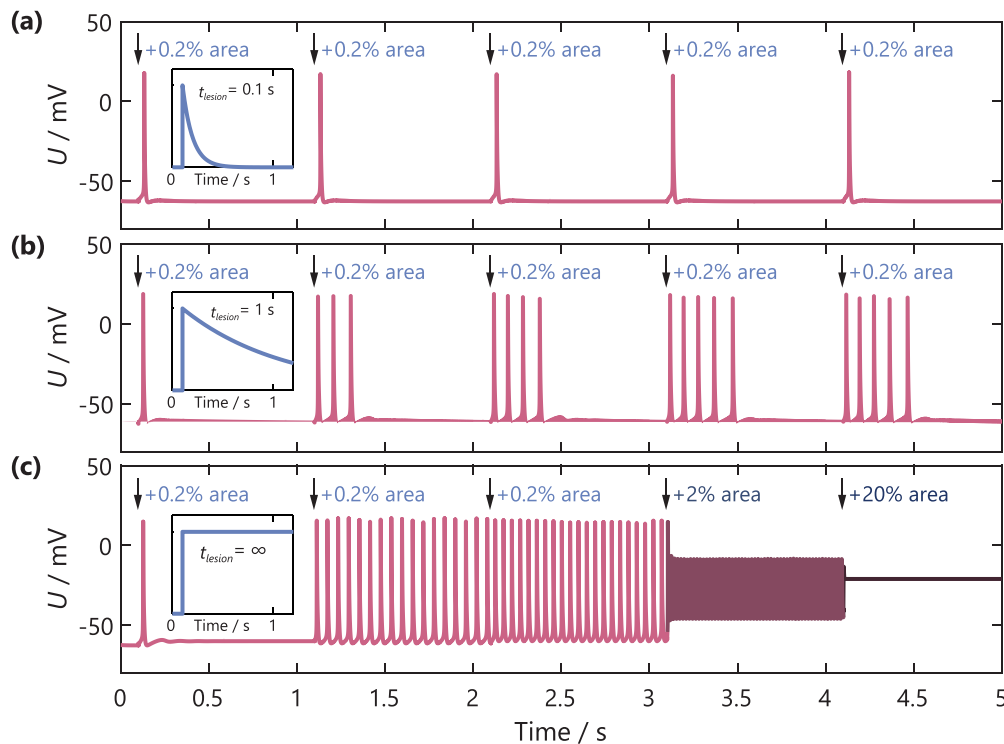 (a)
50
0
-50
U / mV
+0.2% area +0.2% area +0.2% area +0.2% area +0.2% area
tlesion = 0.1 s
0 Time / s 1
(b)
50
0
-50
U / mV
+0.2% area +0.2% area +0.2% area +0.2% area +0.2% area
tlesion = 1 s
0 Time / s 1
(c)
50
0
-50
U / mV
+0.2% area +0.2% area +0.2% area +2% area +20% area
tlesion = ∞
0 Time / s 1
0 0.5 1 1.5 2 2.5 3 3.5 4 4.5 5
Time / s